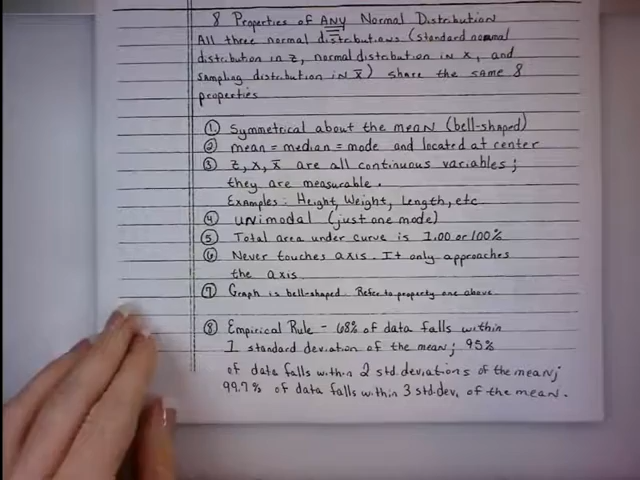 8 Properties of ANY Normal Distribution
All three normal distributions (standard normal
distribution in z, normal distribution in x, and
sampling distribution in x̄) share the same 8
properties
① Symmetrical about the mean (bell-shaped)
② mean = median = mode and located at center
③ z, x, x̄ are all continuous variables;
they are measurable.
Examples: Height, Weight, Length, etc
④ unimodal (just one mode)
⑤ Total area under curve is 1.00 or 100%
⑥ Never touches axis. It only approaches
the axis
⑦ Graph is bell-shaped. Refer to property one above
⑧ Empirical Rule - 68% of data falls within
1 standard deviation of the mean; 95%
of data falls within 2 std. deviations of the mean;
99.7% of data falls within 3 std. dev. of the mean.